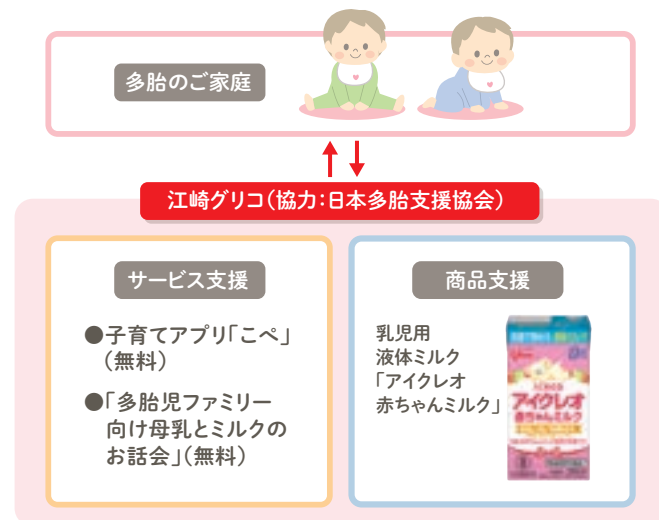 多胎のご家庭
江崎グリコ（協力：日本多胎支援協会）
サービス支援
●子育てアプリ「こぺ」
（無料）
●「多胎児ファミリー
向け母乳とミルクの
お話会」（無料）
商品支援
乳児用
液体ミルク
「アイクレオ
赤ちゃんミルク」
アイクレオ
赤ちゃんミルク